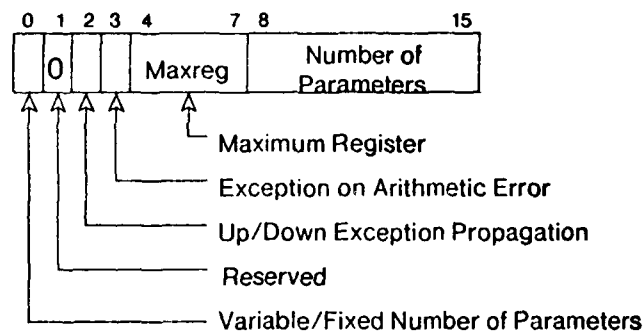 0 1 2 3 4 7 8 15
0 Maxreg Number of
Parameters
Maximum Register
Exception on Arithmetic Error
Up/Down Exception Propagation
Reserved
Variable/Fixed Number of Parameters